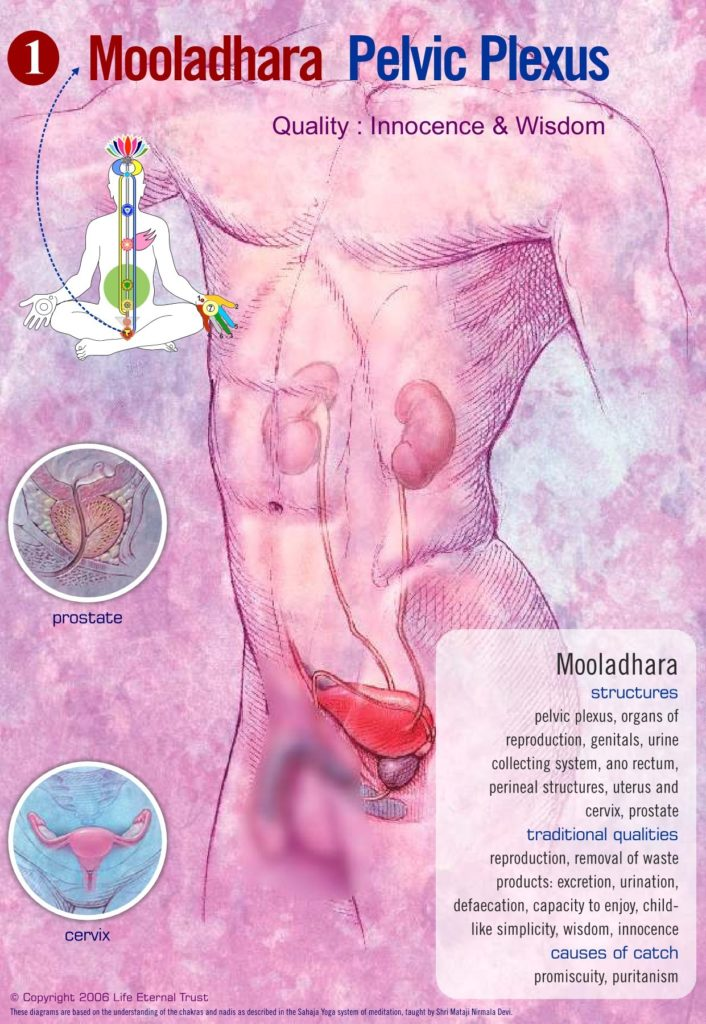 1 Mooladhara Pelvic Plexus
Quality : Innocence & Wisdom
prostate
cervix
Mooladhara
structures
pelvic plexus, organs of
reproduction, genitals, urine
collecting system, ano rectum,
perineal structures, uterus and
cervix, prostate
traditional qualities
reproduction, removal of waste
products: excretion, urination,
defaecation, capacity to enjoy, child-
like simplicity, wisdom, innocence
causes of catch
promiscuity, puritanism
© Copyright 2006 Life Eternal Trust
These diagrams are based on the understanding of the chakras and nadis as described in the Sahaja Yoga system of meditation, taught by Shri Mataji Nirmala Devi.